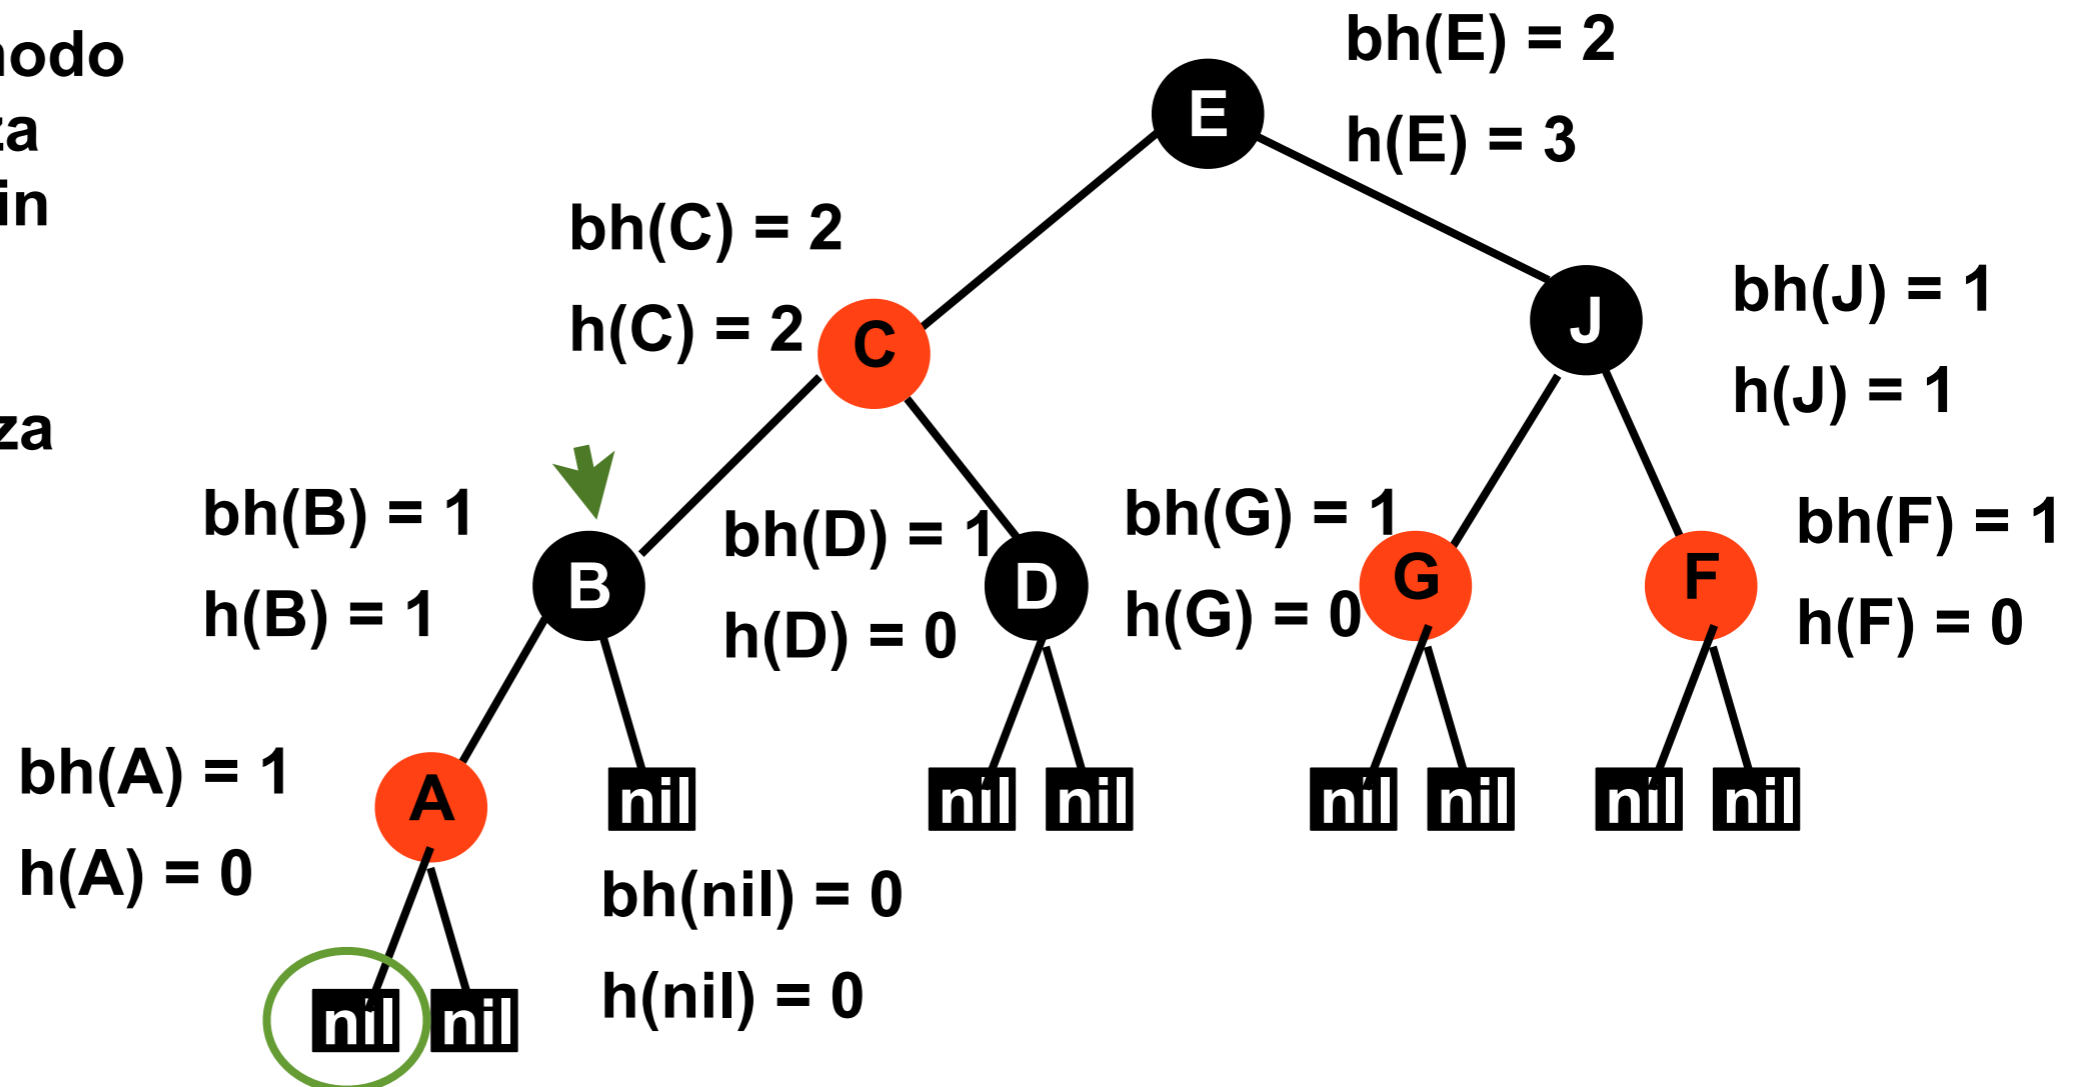 nodo
za
in
za
E
bh(E) = 2
h(E) = 3
bh(C) = 2
h(C) = 2
C
J
bh(J) = 1
h(J) = 1
bh(B) = 1
h(B) = 1
B
bh(D) = 1
h(D) = 0
D
bh(G) = 1
h(G) = 0
G
F
bh(F) = 1
h(F) = 0
bh(A) = 1
h(A) = 0
A
nil
nil nil
nil nil
nil nil
bh(nil) = 0
h(nil) = 0
nil nil